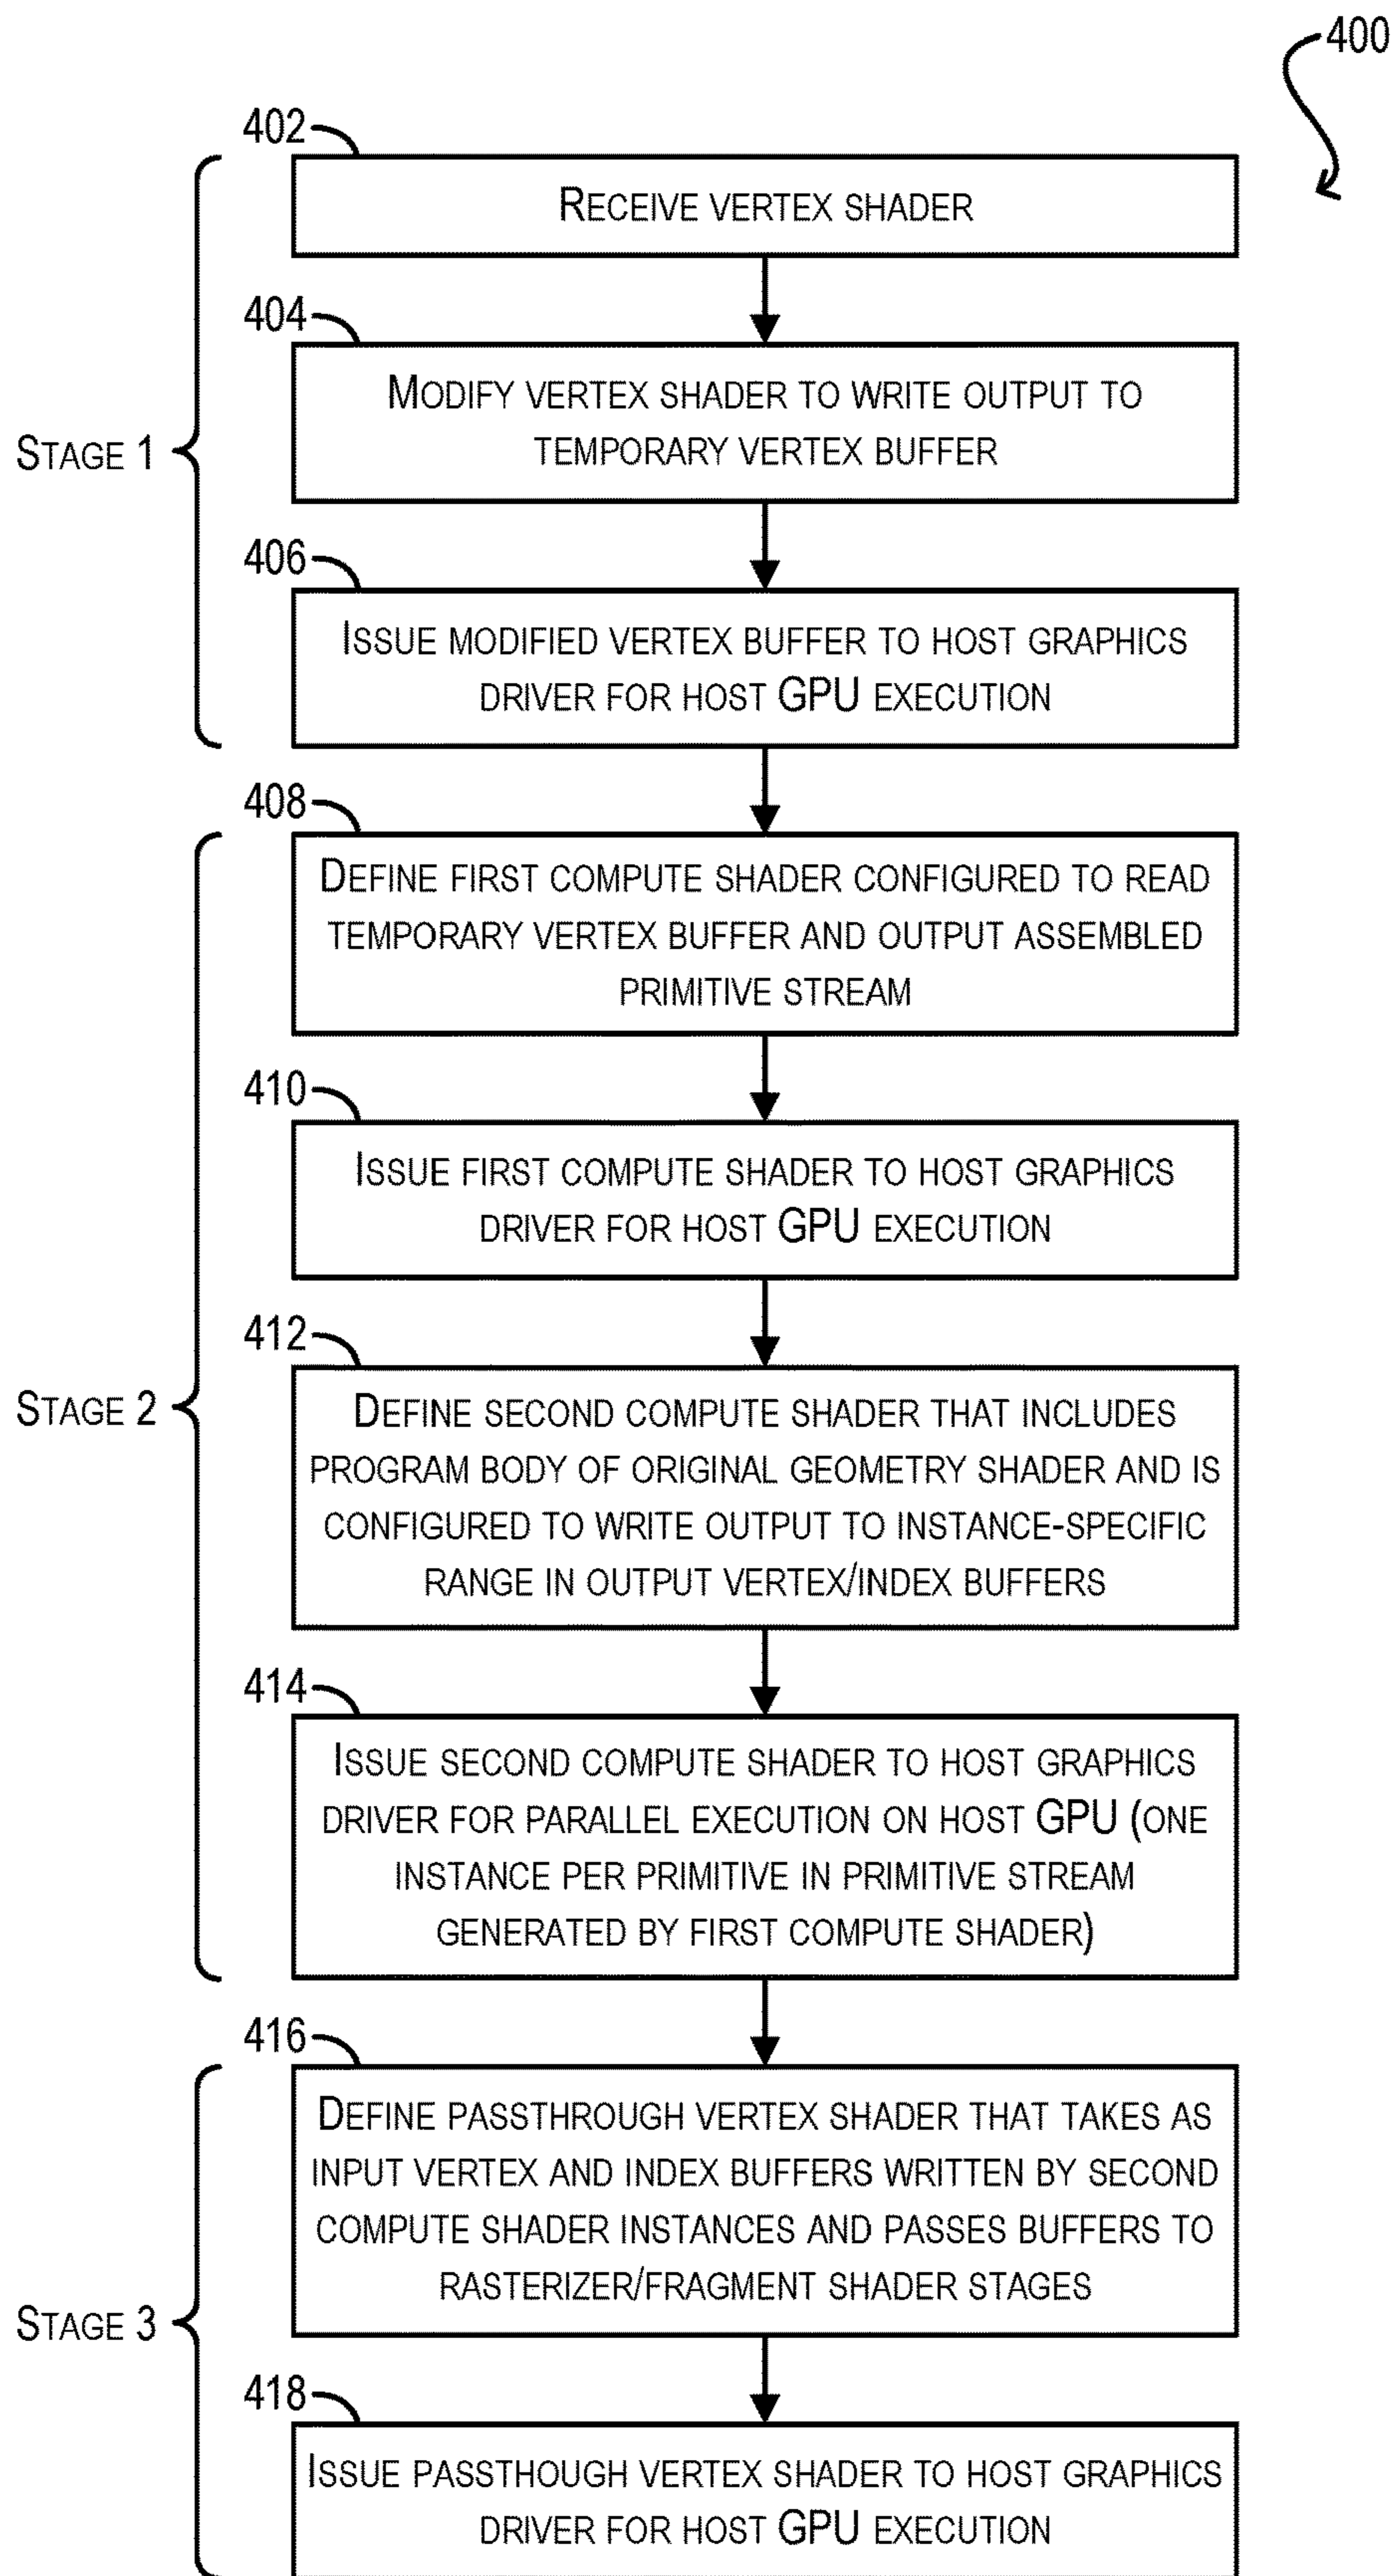 400
402
RECEIVE VERTEX SHADER
404
MODIFY VERTEX SHADER TO WRITE OUTPUT TO
TEMPORARY VERTEX BUFFER
STAGE 1
406
ISSUE MODIFIED VERTEX BUFFER TO HOST GRAPHICS
DRIVER FOR HOST GPU EXECUTION
408
DEFINE FIRST COMPUTE SHADER CONFIGURED TO READ
TEMPORARY VERTEX BUFFER AND OUTPUT ASSEMBLED
PRIMITIVE STREAM
410
ISSUE FIRST COMPUTE SHADER TO HOST GRAPHICS
DRIVER FOR HOST GPU EXECUTION
412
STAGE 2
DEFINE SECOND COMPUTE SHADER THAT INCLUDES
PROGRAM BODY OF ORIGINAL GEOMETRY SHADER AND IS
CONFIGURED TO WRITE OUTPUT TO INSTANCE-SPECIFIC
RANGE IN OUTPUT VERTEX/INDEX BUFFERS
414
ISSUE SECOND COMPUTE SHADER TO HOST GRAPHICS
DRIVER FOR PARALLEL EXECUTION ON HOST GPU (ONE
INSTANCE PER PRIMITIVE IN PRIMITIVE STREAM
GENERATED BY FIRST COMPUTE SHADER)
416
DEFINE PASSTHROUGH VERTEX SHADER THAT TAKES AS
INPUT VERTEX AND INDEX BUFFERS WRITTEN BY SECOND
COMPUTE SHADER INSTANCES AND PASSES BUFFERS TO
RASTERIZER/FRAGMENT SHADER STAGES
STAGE 3
418
ISSUE PASSTHOUGH VERTEX SHADER TO HOST GRAPHICS
DRIVER FOR HOST GPU EXECUTION